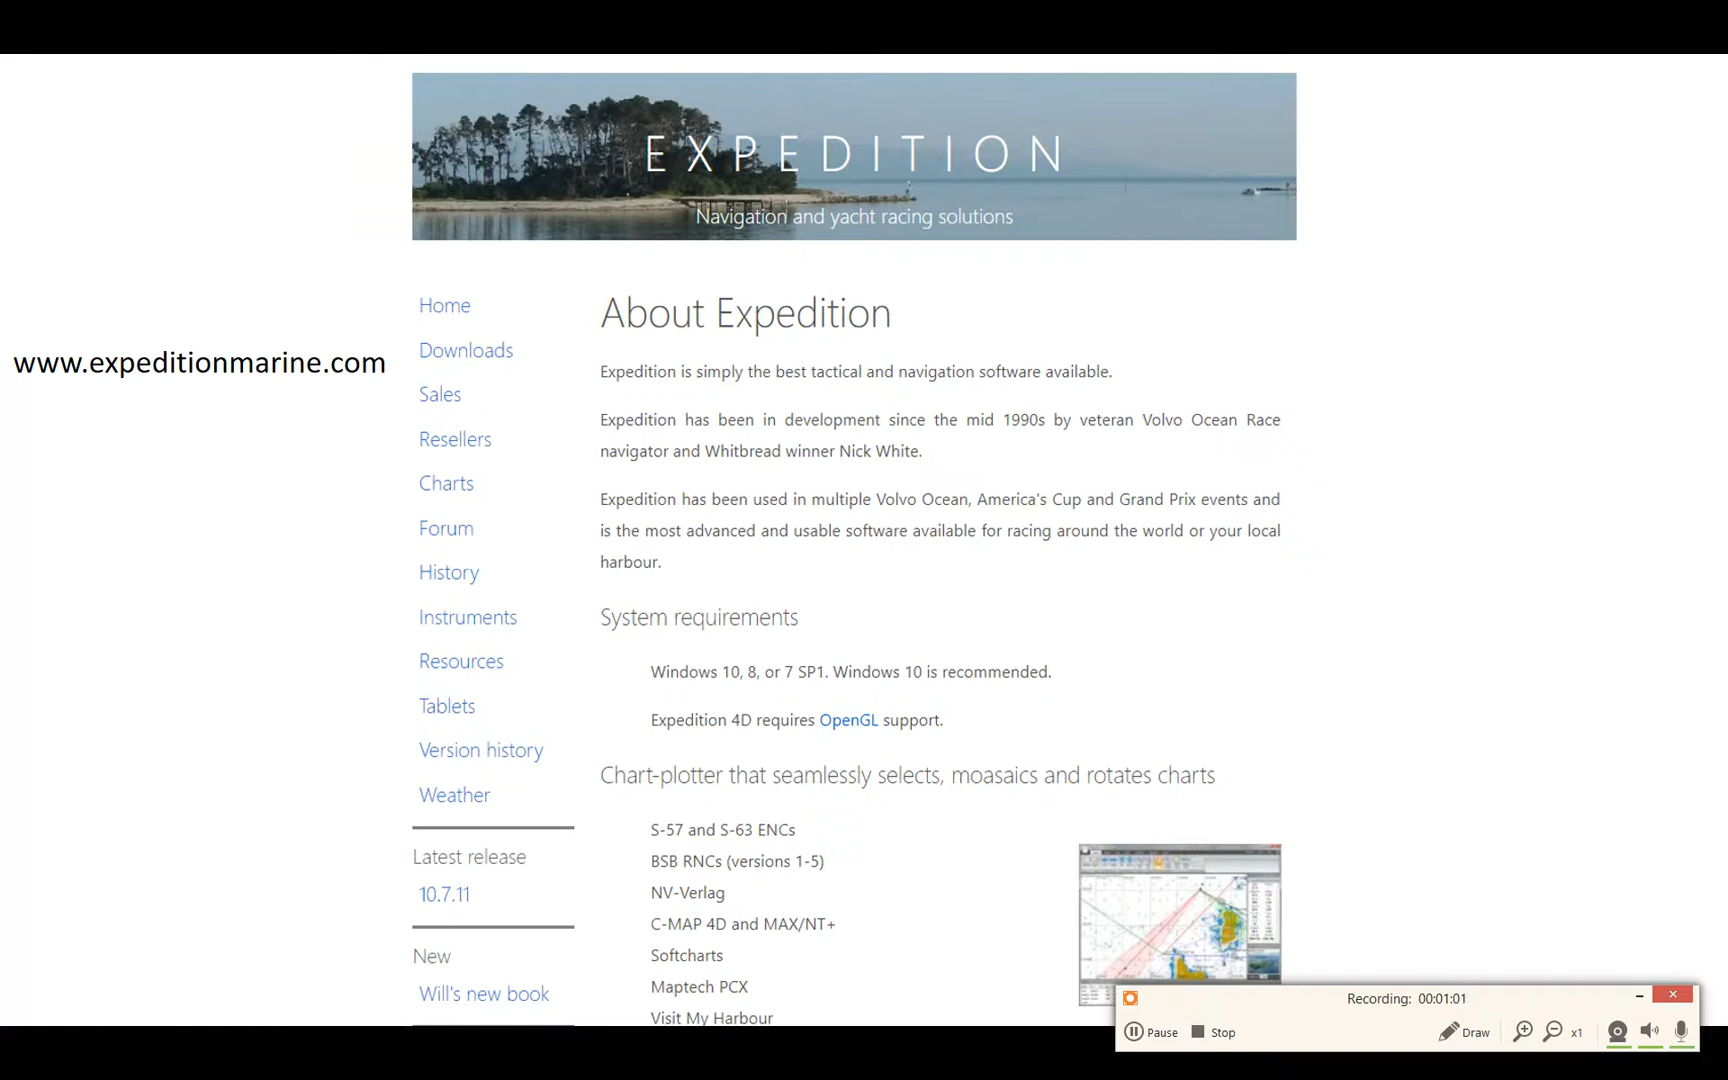 EXPEDITION
Navigation and yacht racing solutions
www.expeditionmarine.com
Home
Downloads
Sales
Resellers
Charts
Forum
History
Instruments
Resources
Tablets
Version history
Weather
Latest release
10.7.11
New
Will's new book
About Expedition
Expedition is simply the best tactical and navigation software available.
Expedition has been in development since the mid 1990s by veteran Volvo Ocean Race
navigator and Whitbread winner Nick White.
Expedition has been used in multiple Volvo Ocean, America's Cup and Grand Prix events and
is the most advanced and usable software available for racing around the world or your local
harbour.
System requirements
Windows 10, 8, or 7 SP1. Windows 10 is recommended.
Expedition 4D requires OpenGL support.
Chart-plotter that seamlessly selects, moasaics and rotates charts
S-57 and S-63 ENCs
BSB RNCs (versions 1-5)
NV-Verlag
C-MAP 4D and MAX/NT+
Softcharts
Maptech PCX
Visit My Harbour
Recording: 00:01:01
Pause Stop Draw x1